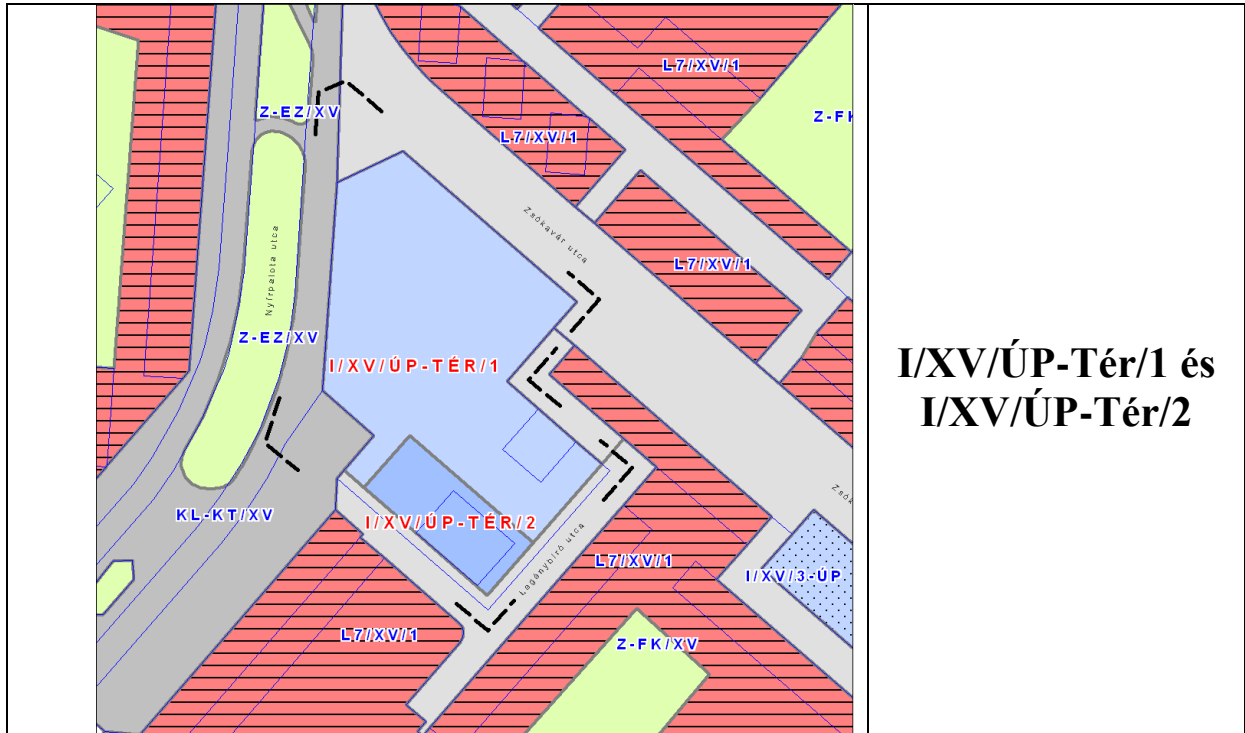 L7/XV/1
Z-EZ/XV
Z-FK
L7/XV/1
Zsókavár utca
Nyírpalota utca
L7/XV/1
Z-EZ/XV
I/XV/ÚP-TÉR/1
I/XV/ÚP-Tér/1 és
I/XV/ÚP-Tér/2
KL-KT/XV
I/XV/ÚP-TÉR/2
Zsók
Legénybíró utca
L7/XV/1
I/XV/3-ÚP
L7/XV/1
Z-FK/XV